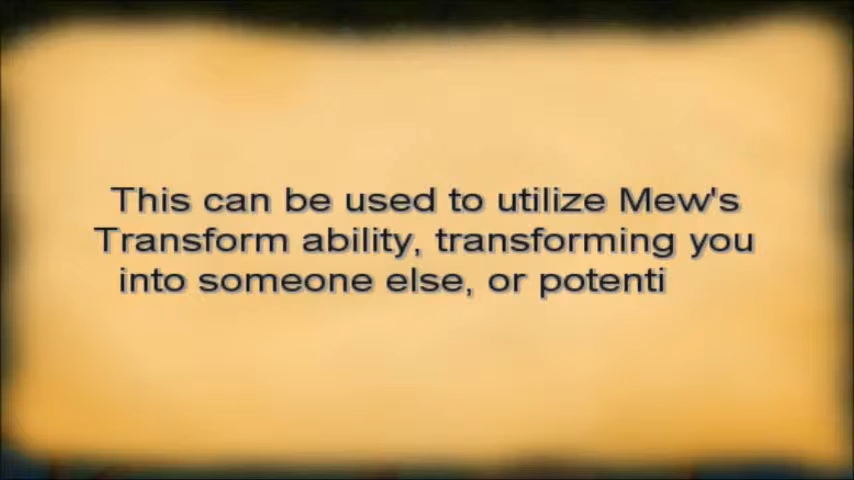 This can be used to utilize Mew's
Transform ability, transforming you
into someone else, or potenti